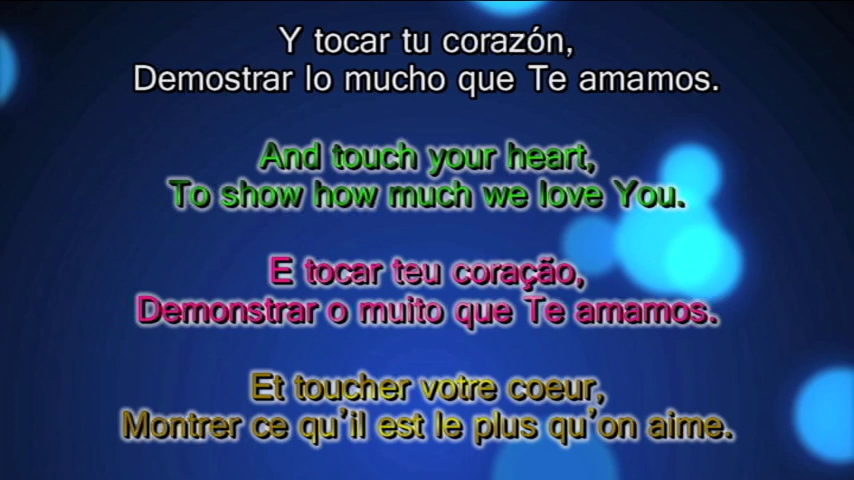 Y tocar tu corazón,
Demostrar lo mucho que Te amamos.
And touch your heart,
To show how much we love You.
E tocar teu coração,
Demonstrar o muito que Te amamos.
Et toucher votre coeur,
Montrer ce qu'il est le plus qu'on aime.